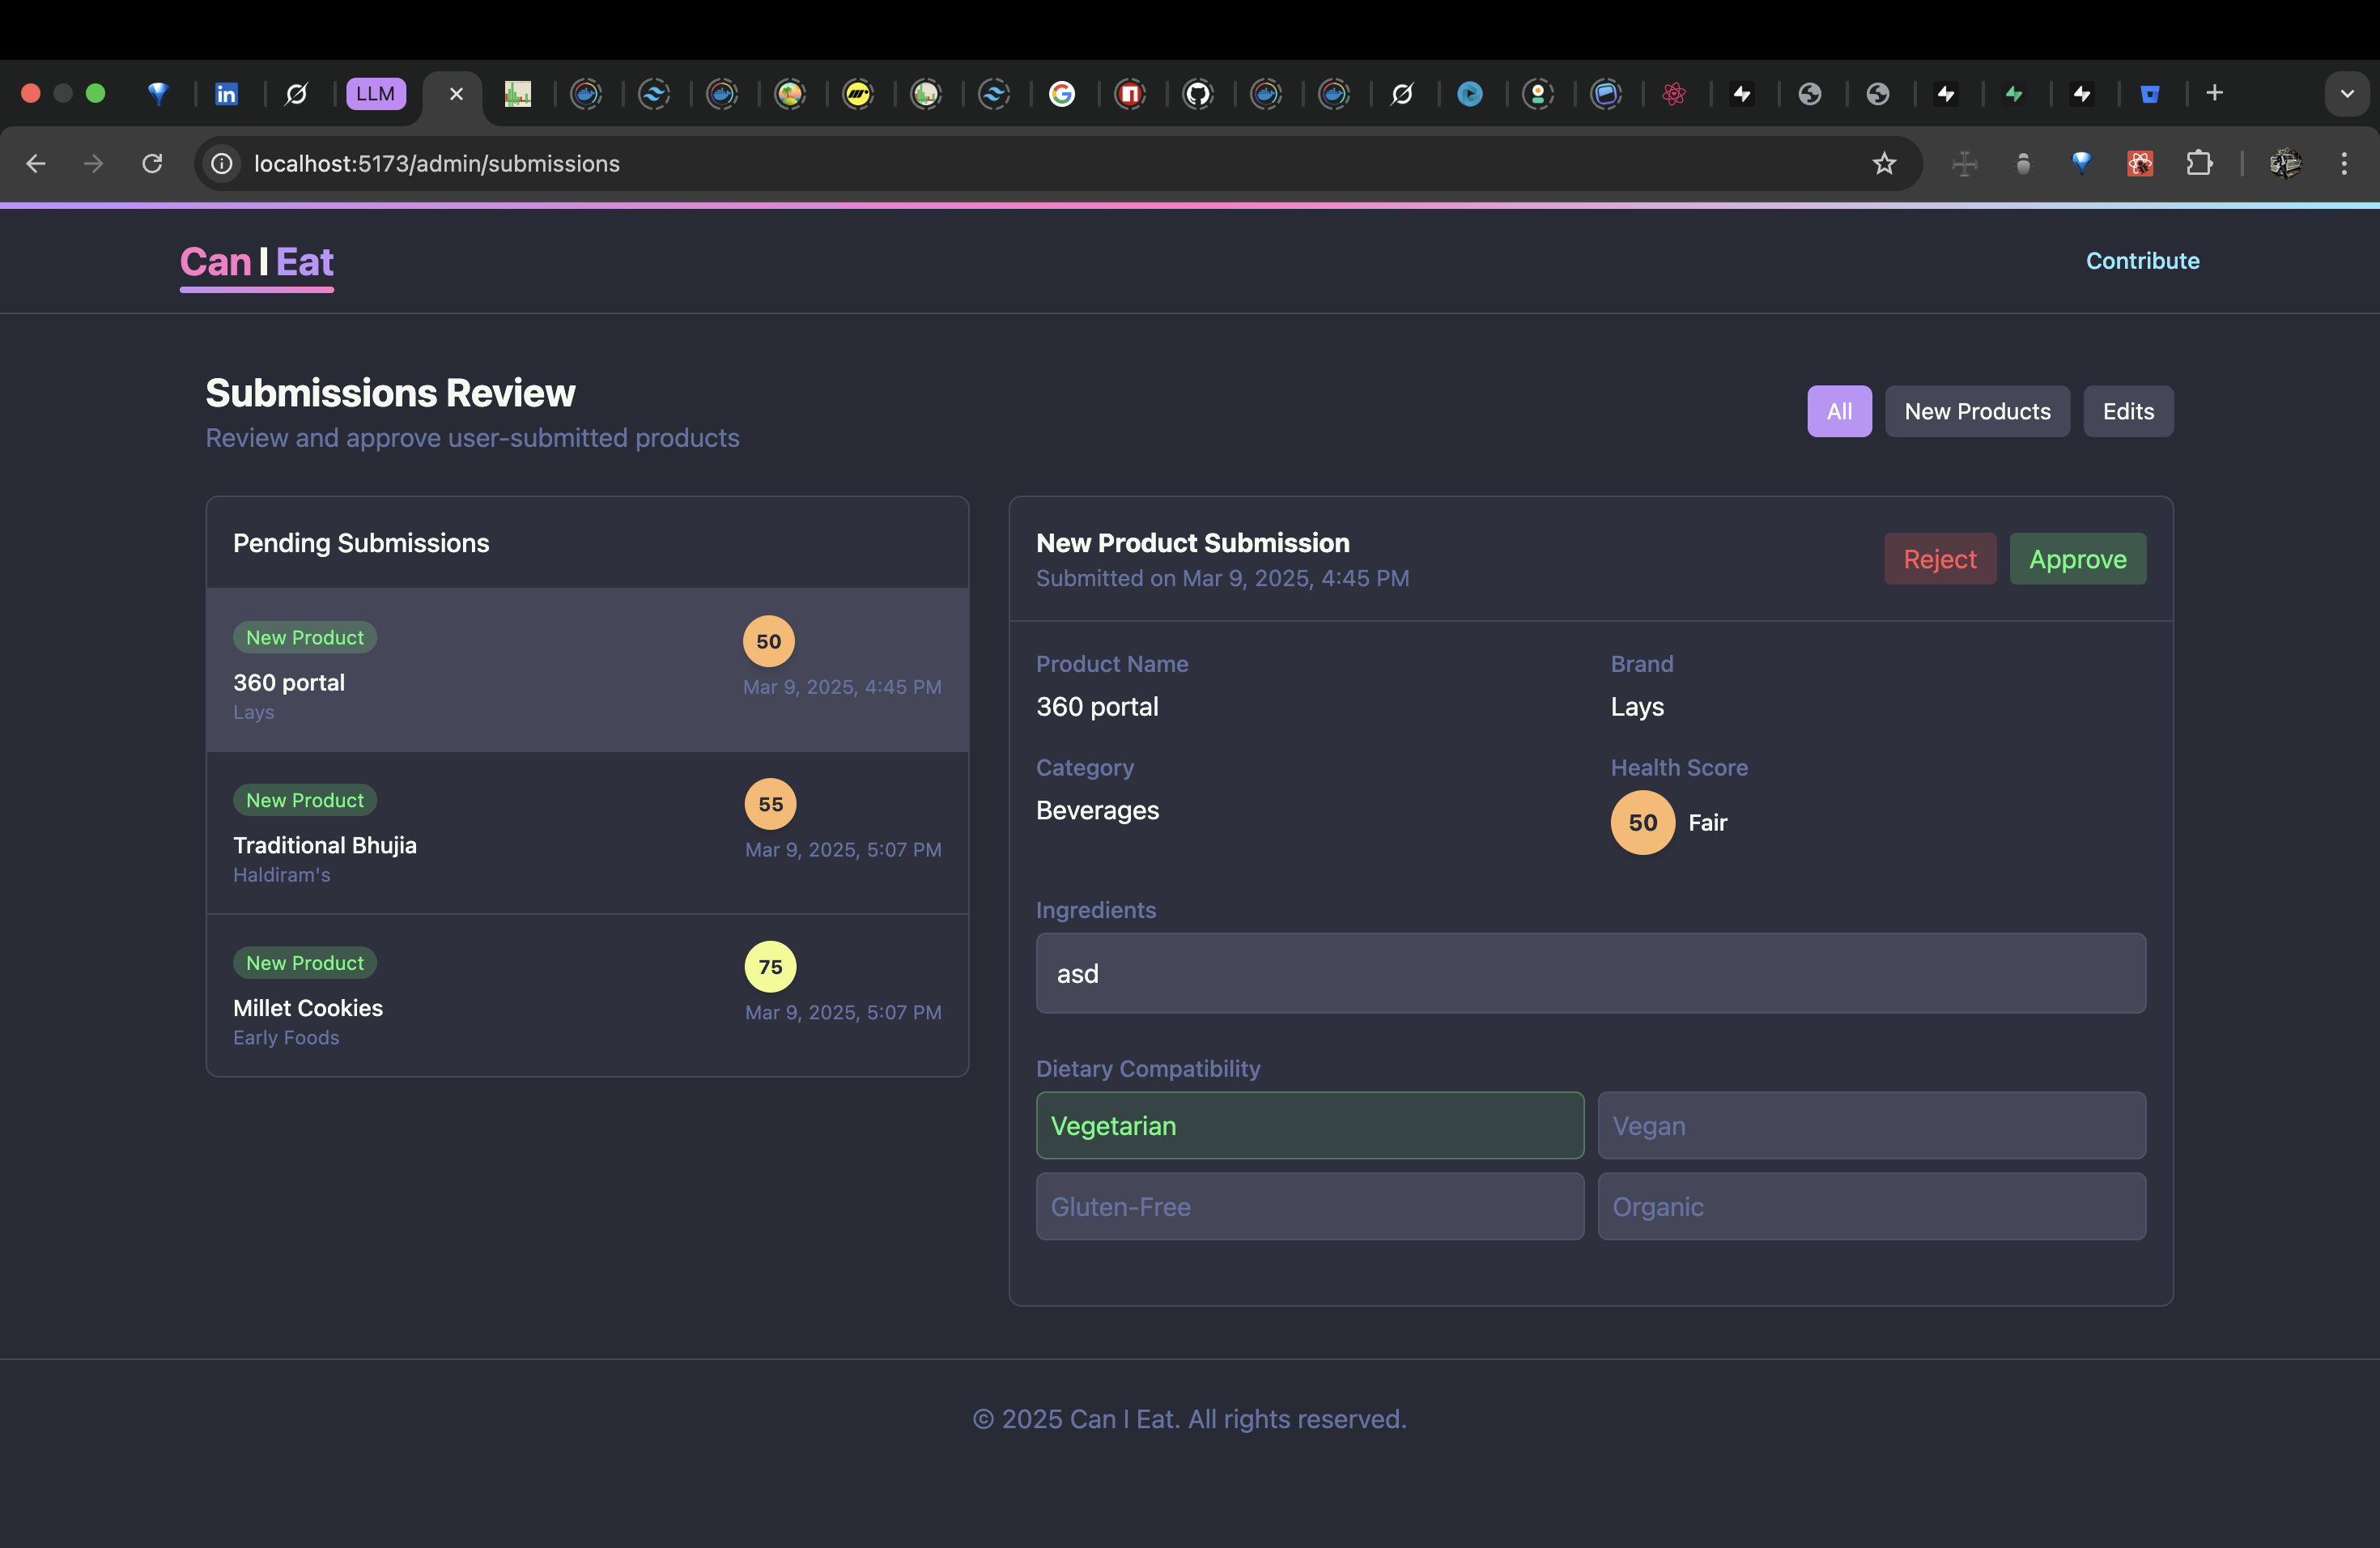 LLM
localhost:5173/admin/submissions
Can I Eat
Contribute
Submissions Review
Review and approve user-submitted products
All
New Products
Edits
Pending Submissions
New Product
50
360 portal
Mar 9, 2025, 4:45 PM
Lays
New Product
55
Traditional Bhujia
Mar 9, 2025, 5:07 PM
Haldiram's
New Product
75
Millet Cookies
Mar 9, 2025, 5:07 PM
Early Foods
New Product Submission
Submitted on Mar 9, 2025, 4:45 PM
Reject
Approve
Product Name
360 portal
Brand
Lays
Category
Beverages
Health Score
50 Fair
Ingredients
asd
Dietary Compatibility
Vegetarian
Vegan
Gluten-Free
Organic
© 2025 Can I Eat. All rights reserved.